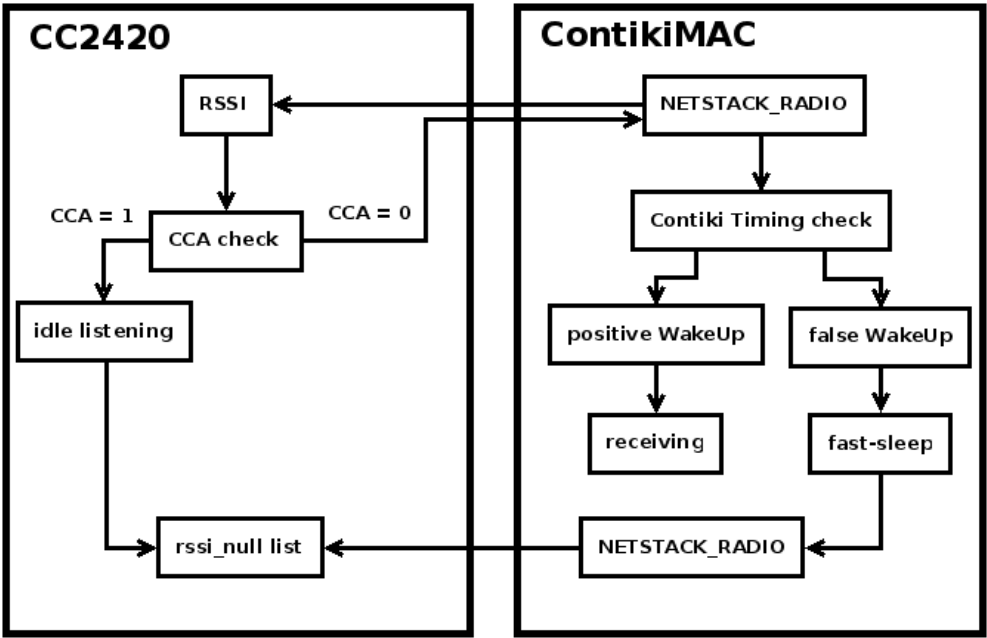 CC2420
RSSI
CCA = 1
CCA = 0
CCA check
idle listening
rssi_null list
ContikiMAC
NETSTACK_RADIO
Contiki Timing check
positive WakeUp
false WakeUp
receiving
fast-sleep
NETSTACK_RADIO